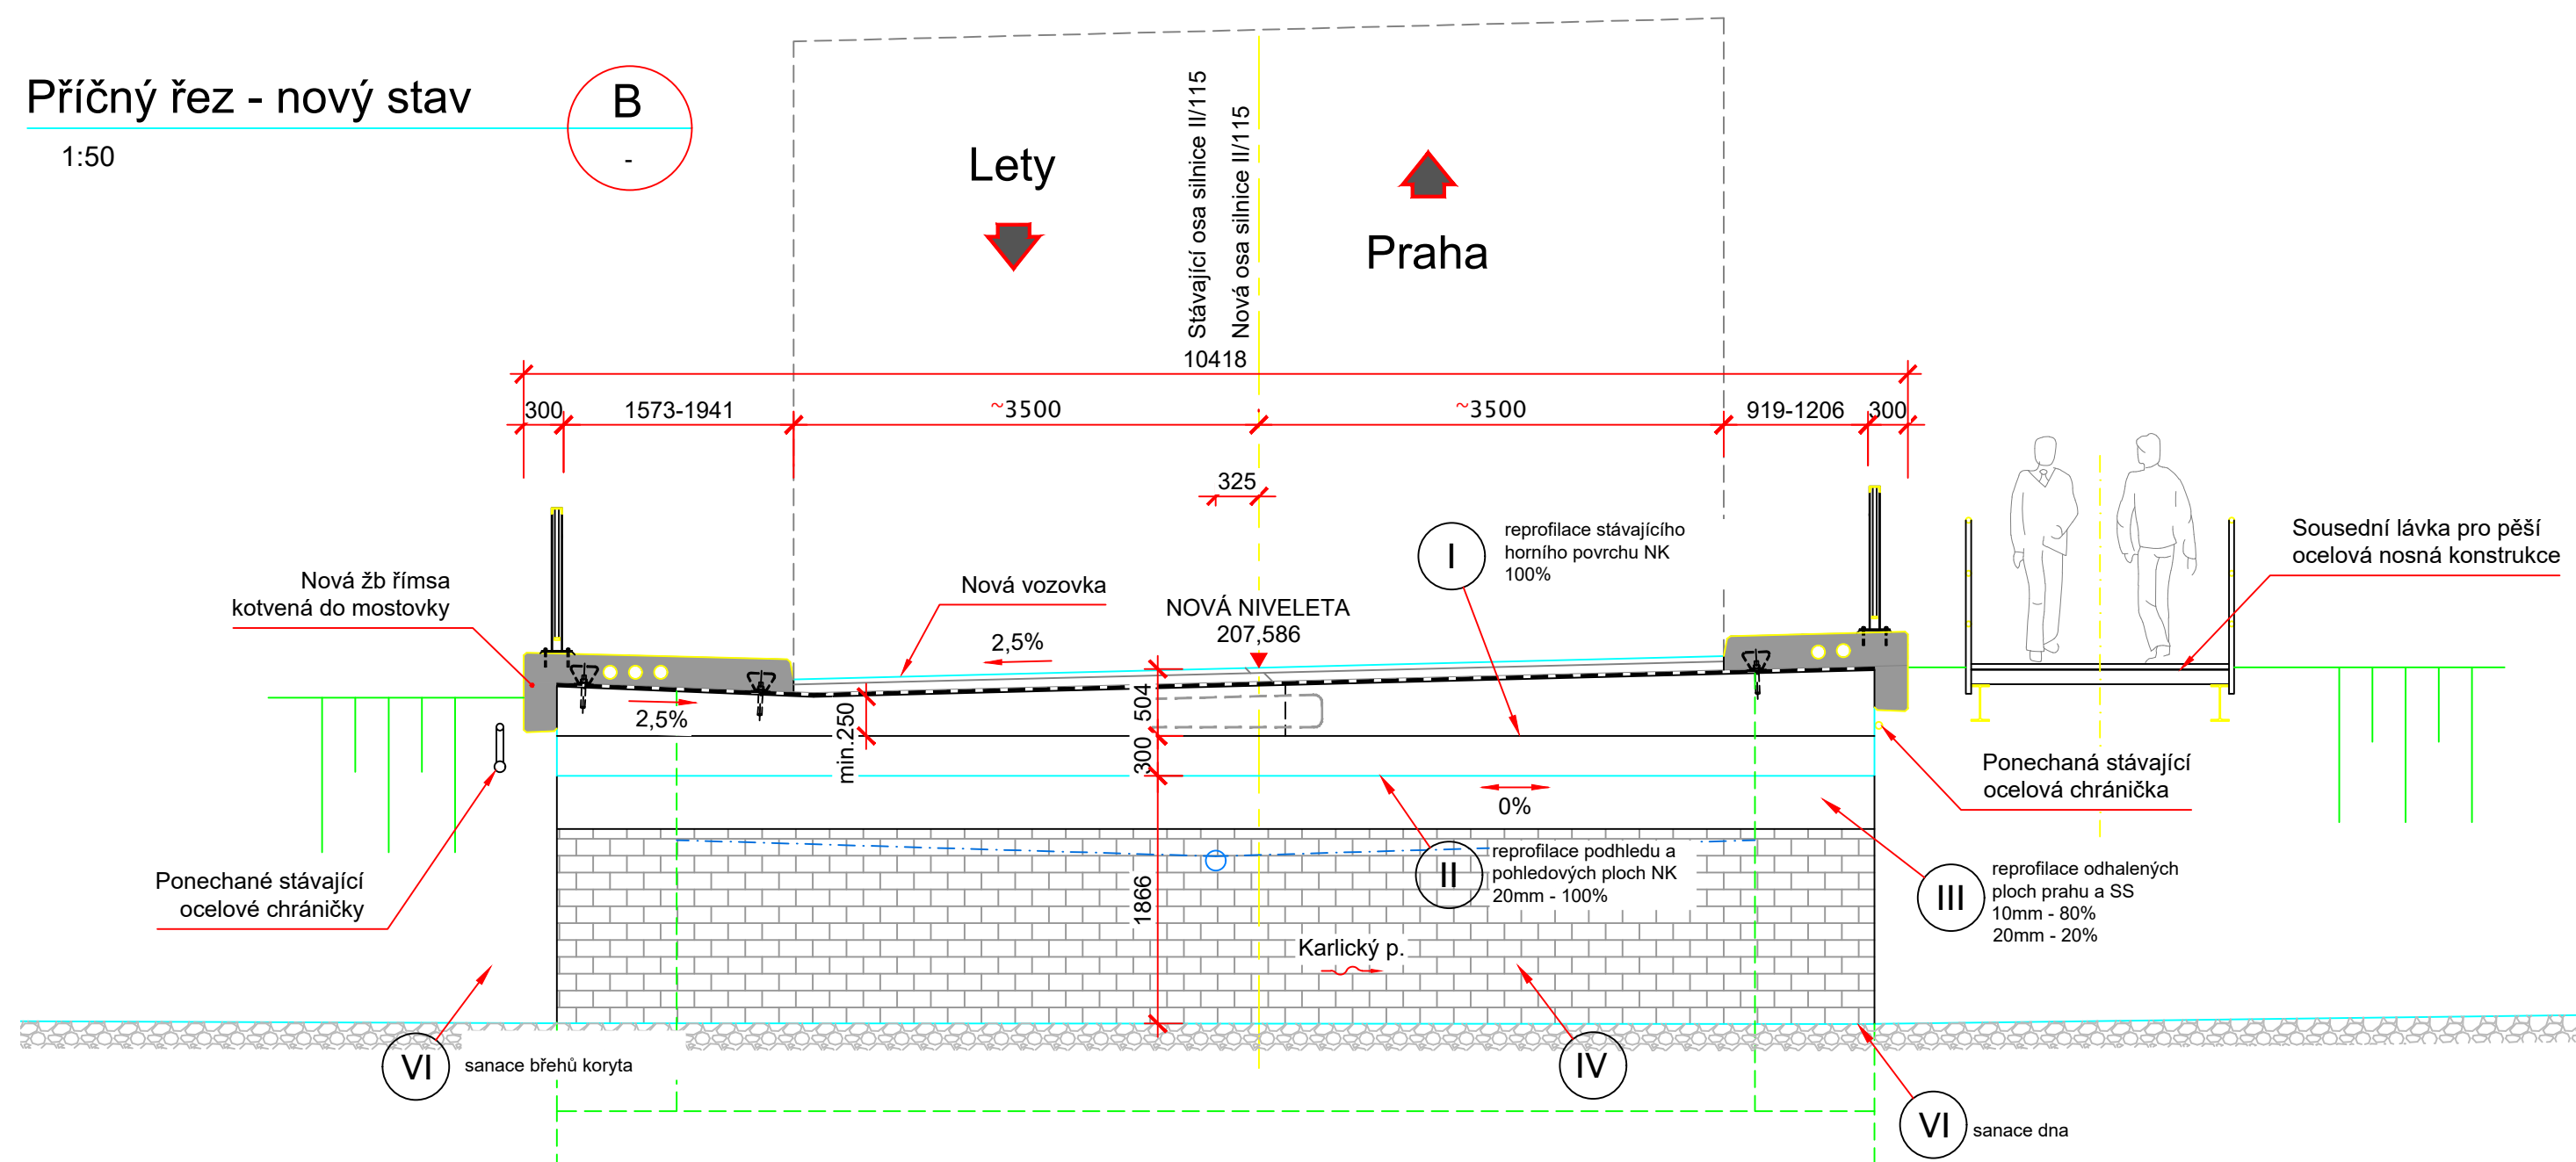 Příčný řez - nový stav
1:50
B
-
Lety
Praha
Stávající osa silnice II/115
Nová osa silnice II/115
10418
300
1573-1941
~3500
~3500
919-1206
300
325
I
reprofilace stávajícího
horního povrchu NK
100%
Sousední lávka pro pěší
ocelová nosná konstrukce
Nová žb římsa
kotvená do mostovky
Nová vozovka
NOVÁ NIVELETA
207,586
2,5%
2,5%
min.250
504
300
1866
0%
Ponechaná stávající
ocelová chránička
Ponechané stávající
ocelové chráničky
II
reprofilace podhledu a
pohledových ploch NK
20mm - 100%
III
reprofilace odhalených
ploch prahu a SS
10mm - 80%
20mm - 20%
Karlický p.
VI
sanace břehů koryta
IV
VI
sanace dna